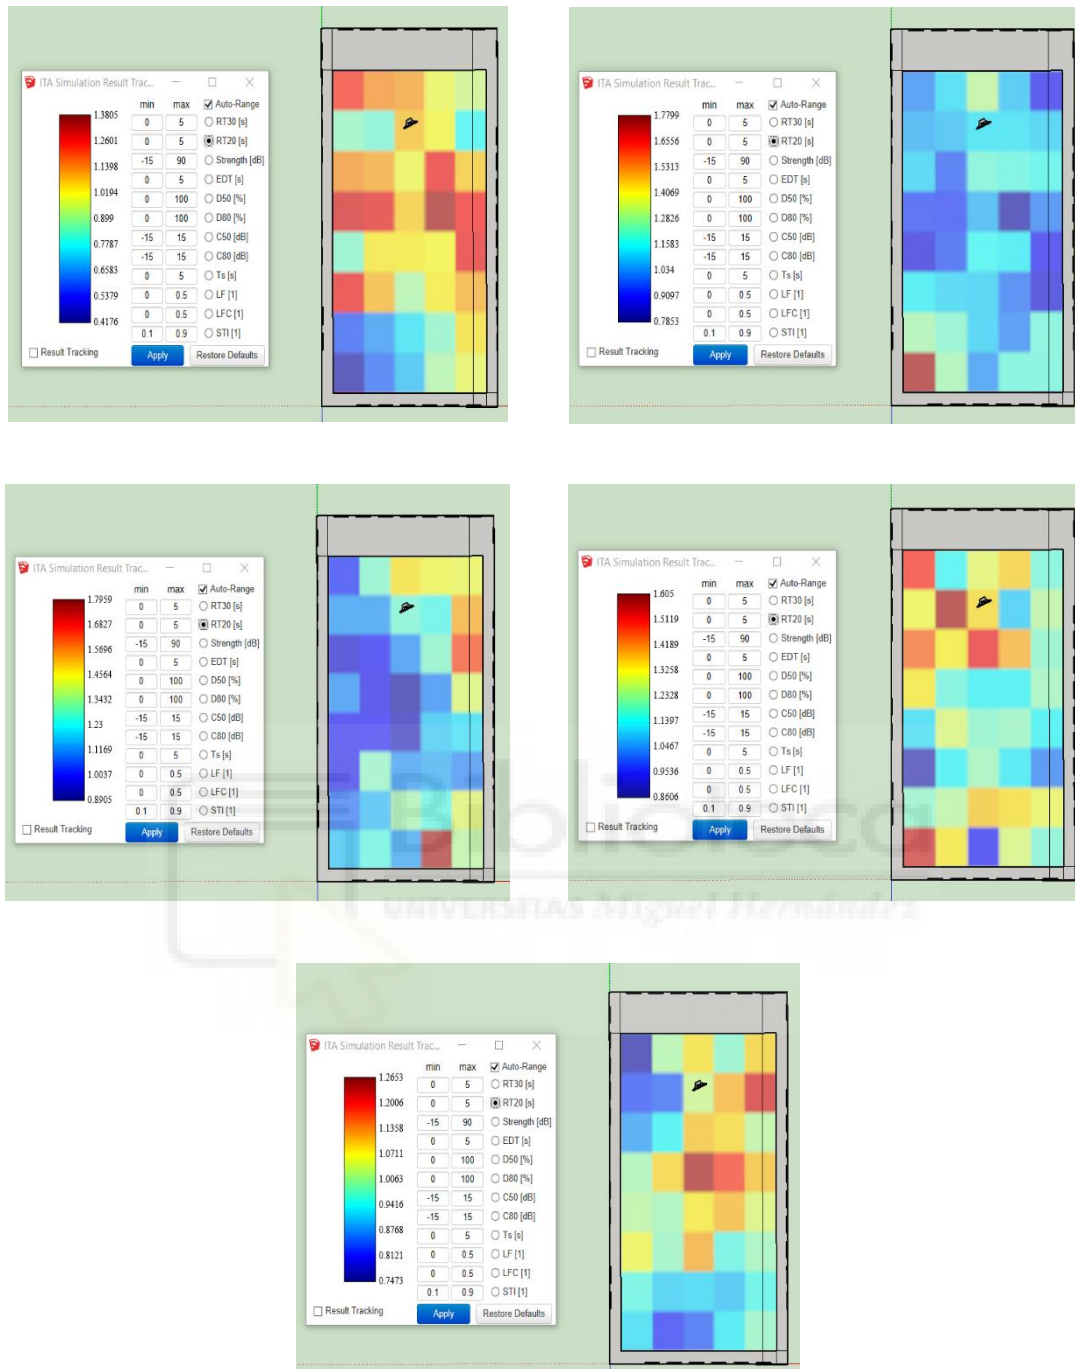 ITA Simulation Result Trac...
min max Auto-Range
1.3805 0 5 RT30 [s]
1.2601 0 5 RT20 [s]
1.1398 -15 90 Strength [dB]
1.0194 0 5 EDT [s]
0.899 0 100 D50 [%]
0.7787 0 100 D80 [%]
0.6583 -15 15 C50 [dB]
0.5379 -15 15 C80 [dB]
0.4176 0 5 Ts [s]
0 0.5 LF [1]
0 0.5 LFC [1]
0.1 0.9 STI [1]
Result Tracking Apply Restore Defaults
ITA Simulation Result Trac...
min max Auto-Range
1.7799 0 5 RT30 [s]
1.6556 0 5 RT20 [s]
1.5313 -15 90 Strength [dB]
1.4069 0 5 EDT [s]
1.2826 0 100 D50 [%]
1.1583 0 100 D80 [%]
1.034 -15 15 C50 [dB]
0.9097 -15 15 C80 [dB]
0.7853 0 5 Ts [s]
0 0.5 LF [1]
0 0.5 LFC [1]
0.1 0.9 STI [1]
Result Tracking Apply Restore Defaults
ITA Simulation Result Trac...
min max Auto-Range
1.7959 0 5 RT30 [s]
1.6827 0 5 RT20 [s]
1.5696 -15 90 Strength [dB]
1.4564 0 5 EDT [s]
1.3432 0 100 D50 [%]
1.23 0 100 D80 [%]
1.1169 -15 15 C50 [dB]
1.0037 -15 15 C80 [dB]
0.8905 0 5 Ts [s]
0 0.5 LF [1]
0 0.5 LFC [1]
0.1 0.9 STI [1]
Result Tracking Apply Restore Defaults
ITA Simulation Result Trac...
min max Auto-Range
1.605 0 5 RT30 [s]
1.5119 0 5 RT20 [s]
1.4189 -15 90 Strength [dB]
1.3258 0 5 EDT [s]
1.2328 0 100 D50 [%]
1.1397 0 100 D80 [%]
1.0467 -15 15 C50 [dB]
0.9536 -15 15 C80 [dB]
0.8606 0 5 Ts [s]
0 0.5 LF [1]
0 0.5 LFC [1]
0.1 0.9 STI [1]
Result Tracking Apply Restore Defaults
Biblioteca
UNIVERSITAS Miguel Hernández
ITA Simulation Result Trac...
min max Auto-Range
1.2653 0 5 RT30 [s]
1.2006 0 5 RT20 [s]
1.1358 -15 90 Strength [dB]
1.0711 0 5 EDT [s]
1.0063 0 100 D50 [%]
0.9416 0 100 D80 [%]
0.8768 -15 15 C50 [dB]
0.8121 -15 15 C80 [dB]
0.7473 0 5 Ts [s]
0 0.5 LF [1]
0 0.5 LFC [1]
0.1 0.9 STI [1]
Result Tracking Apply Restore Defaults